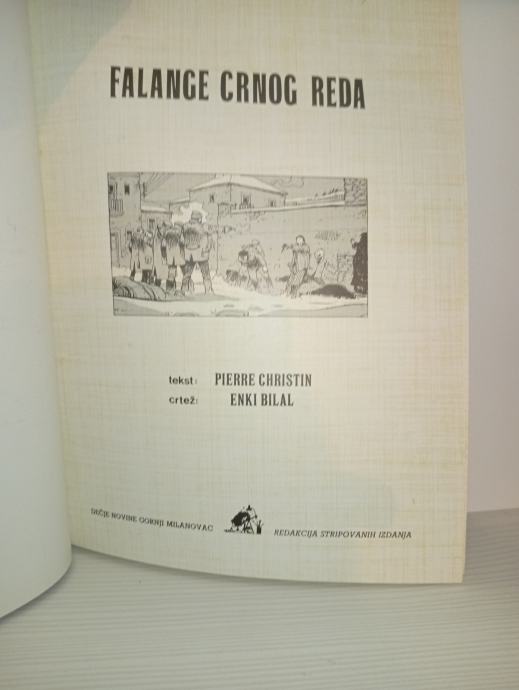 FALANGE CRNOG REDA
tekst: PIERRE CHRISTIN
crtež: ENKI BILAL
DEČJE NOVINE GORNJI MILANOVAC
REDAKCIJA STRIPOVANIH IZDANJA